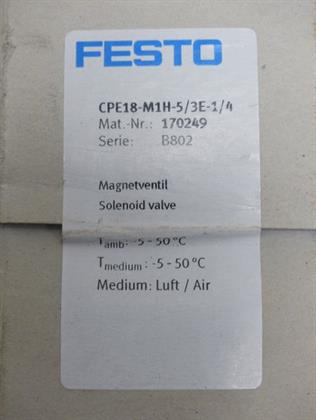 FESTO
CPE18-M1H-5/3E-1/4
Mat.-Nr.: 170249
Serie: B802
Magnetventil
Solenoid valve
Tamb: -5 - 50 °C
Tmedium: -5 - 50 °C
Medium: Luft / Air